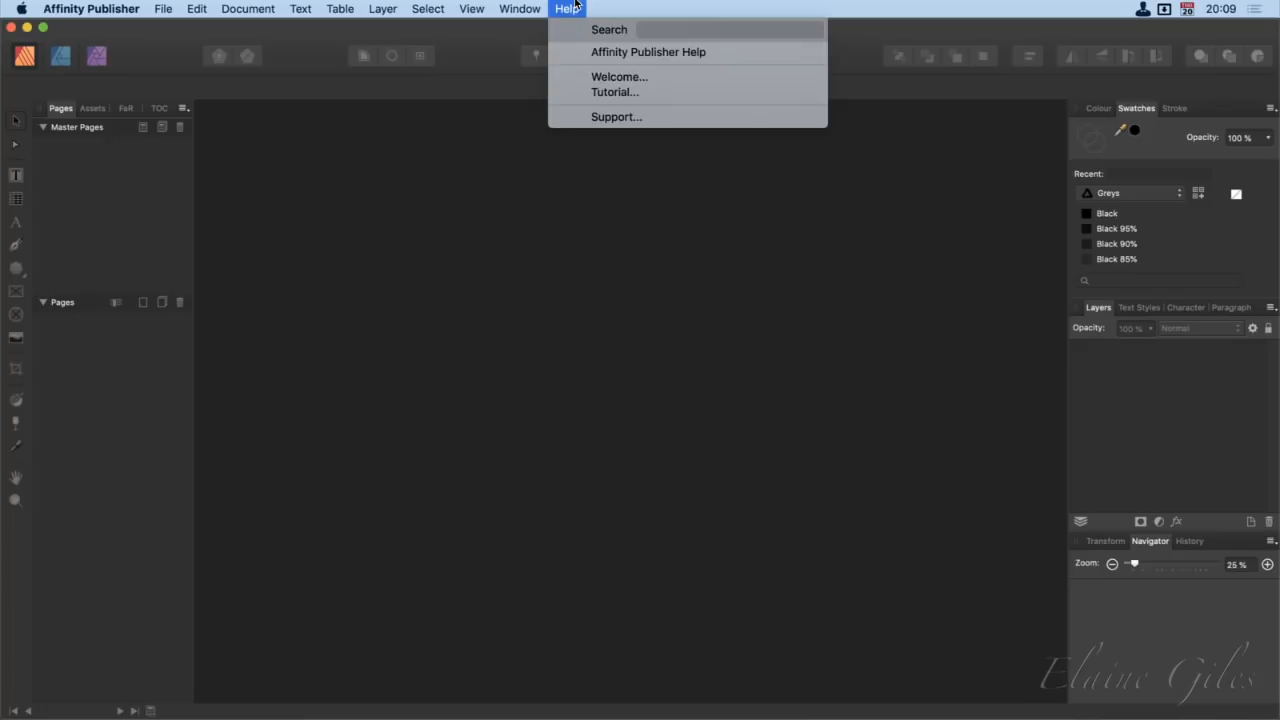 Affinity Publisher File Edit Document Text Table Layer Select View Window Help 20:09
Search
Affinity Publisher Help
Welcome...
Tutorial...
Support...
Pages Assets FaR TOC
Master Pages
Pages
Colour Swatches Stroke
Opacity: 100 %
Recent:
Greys
Black
Black 95%
Black 90%
Black 85%
Layers Text Styles Character Paragraph
Opacity: 100 % Normal
fx
Transform Navigator History
Zoom: 25 %
Elaine Giles